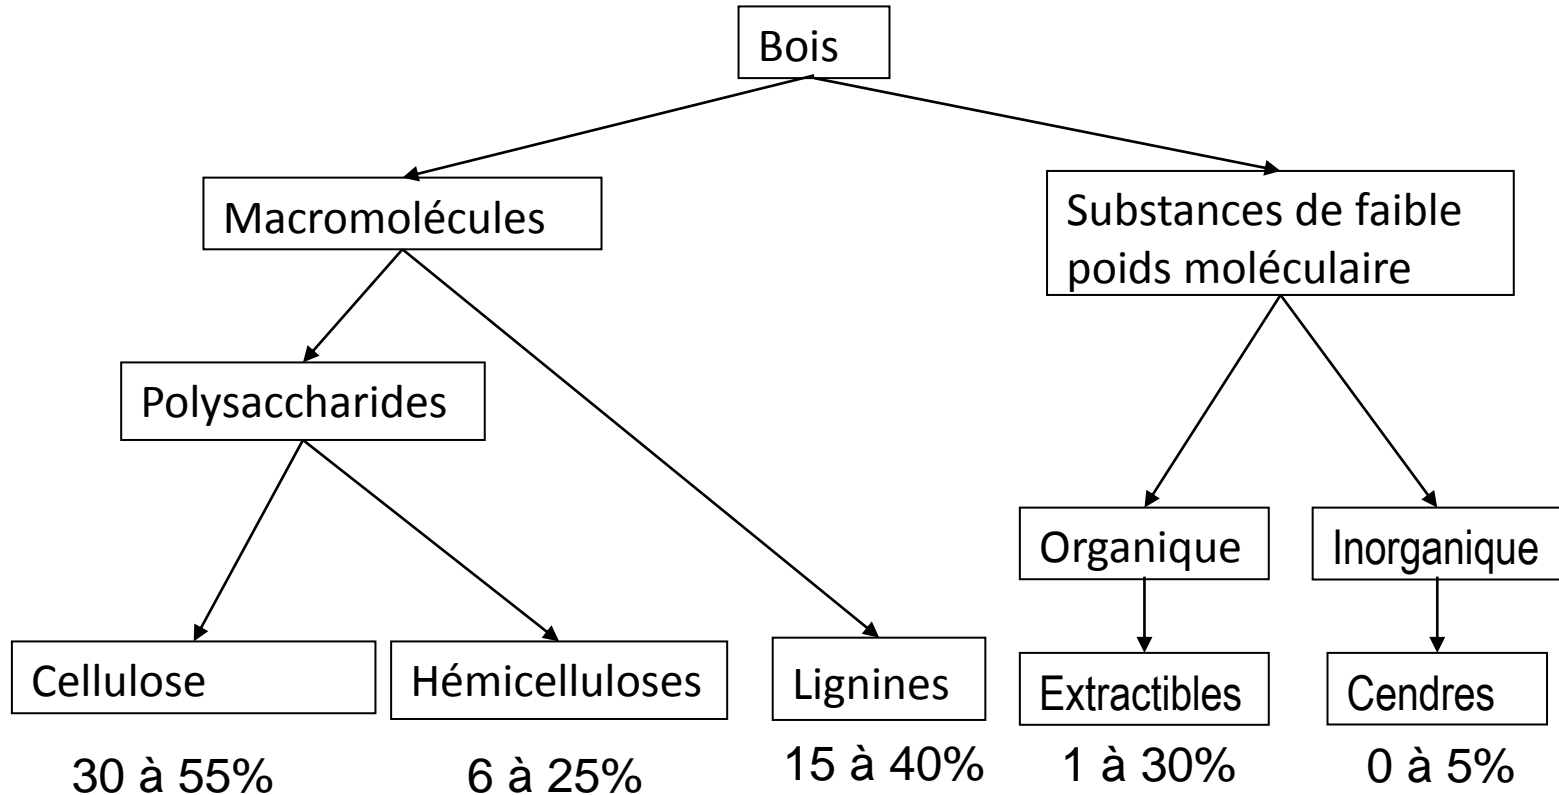 Bois
Macromolécules
Substances de faible
poids moléculaire
Polysaccharides
Organique
Inorganique
Cellulose
Hémicelluloses
Lignines
Extractibles
Cendres
30 à 55%
6 à 25%
15 à 40%
1 à 30%
0 à 5%